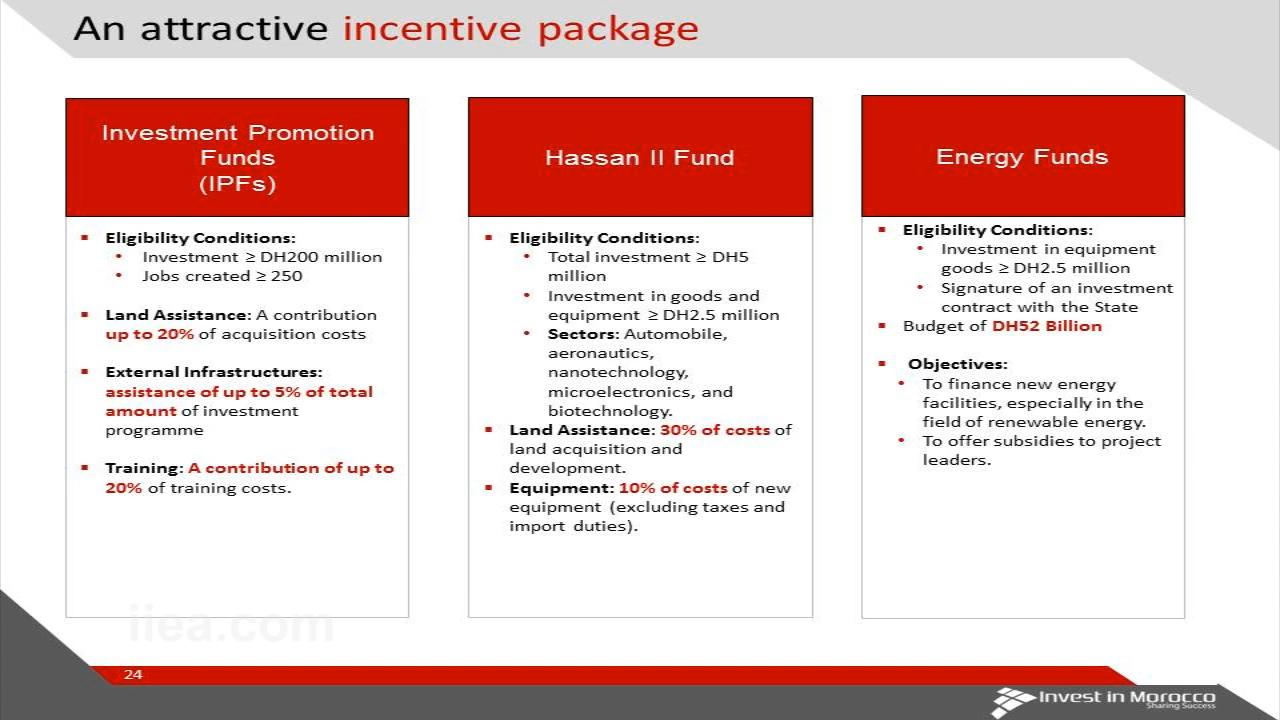 An attractive incentive package
Investment Promotion
Funds
(IPFs)
▪ Eligibility Conditions:
• Investment ≥ DH200 million
• Jobs created ≥ 250
▪ Land Assistance: A contribution
up to 20% of acquisition costs
▪ External Infrastructures:
assistance of up to 5% of total
amount of investment
programme
▪ Training: A contribution of up to
20% of training costs.
Hassan II Fund
▪ Eligibility Conditions:
• Total investment ≥ DH5
million
• Investment in goods and
equipment ≥ DH2.5 million
• Sectors: Automobile,
aeronautics,
nanotechnology,
microelectronics, and
biotechnology.
▪ Land Assistance: 30% of costs of
land acquisition and
development.
▪ Equipment: 10% of costs of new
equipment (excluding taxes and
import duties).
Energy Funds
▪ Eligibility Conditions:
• Investment in equipment
goods ≥ DH2.5 million
• Signature of an investment
contract with the State
▪ Budget of DH52 Billion
▪ Objectives:
• To finance new energy
facilities, especially in the
field of renewable energy.
• To offer subsidies to project
leaders.
iiea.com
24
Invest in Morocco
Sharing Success